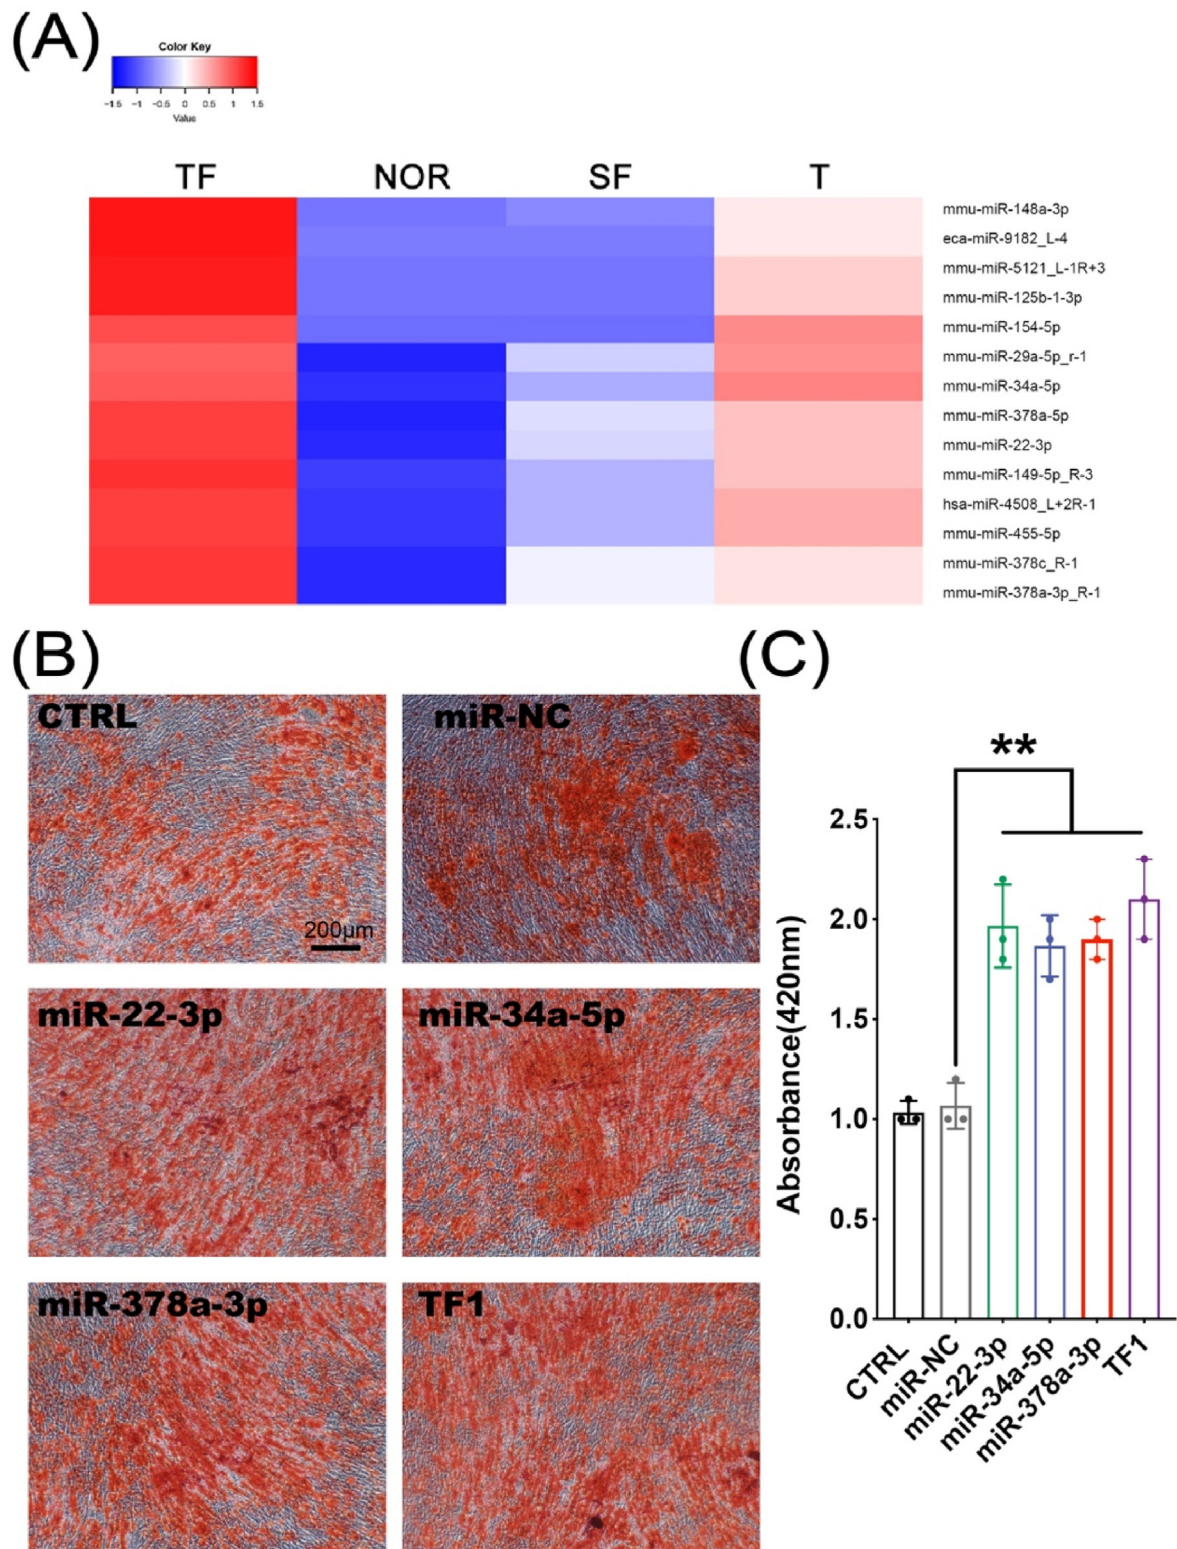 (A)
Color Key
-1.5 -1 -0.5 0 0.5 1 1.5
Value
TF NOR SF T
mmu-miR-148a-3p
eca-miR-9182_L-4
mmu-miR-5121_L-1R+3
mmu-miR-125b-1-3p
mmu-miR-154-5p
mmu-miR-29a-5p_r-1
mmu-miR-34a-5p
mmu-miR-378a-5p
mmu-miR-22-3p
mmu-miR-149-5p_R-3
hsa-miR-4508_L+2R-1
mmu-miR-455-5p
mmu-miR-378c_R-1
mmu-miR-378a-3p_R-1
(B)
CTRL
miR-NC
200μm
miR-22-3p
miR-34a-5p
miR-378a-3p
TF1
(C)
**
Absorbance(420nm)
2.5
2.0
1.5
1.0
0.5
0.0
CTRL
miR-NC
miR-22-3p
miR-34a-5p
miR-378a-3p
TF1